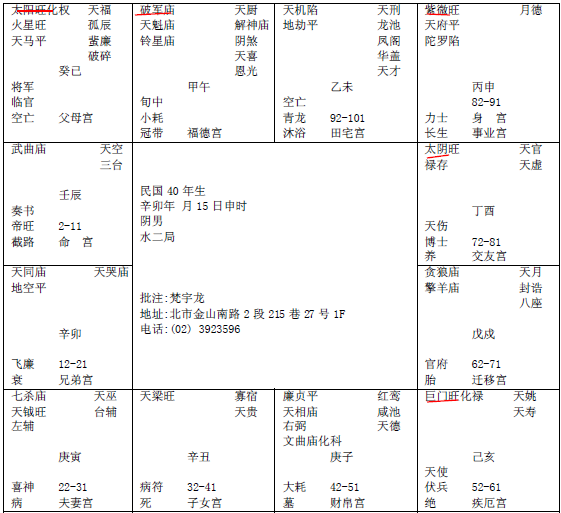 太阳旺化权 天福
火星旺 孤辰
天马平 蜚廉
破碎
癸己
将军
临官
空亡 父母宫
破军庙 天厨
天魁庙 解神庙
铃星庙 阴煞
天喜
恩光
甲午
旬中
小耗
冠带 福德宫
天机陷 天刑
地劫平 龙池
凤阁
华盖
天才
乙未
空亡
青龙 92-101
沐浴 田宅宫
紫微旺 月德
天府平
陀罗陷
丙申
82-91
力士 身 宫
长生 事业宫
武曲庙 天空
三台
壬辰
奏书
帝旺 2-11
截路 命 宫
民国 40 年生
辛卯年 月 15 日申时
阴男
水二局
批注:梵宇龙
地址:北市金山南路 2 段 215 巷 27 号 1F
电话:(02) 3923596
太阴旺 天官
禄存 天虚
丁酉
天伤
博士 72-81
养 交友宫
天同庙 天哭庙
地空平
辛卯
飞廉 12-21
衰 兄弟宫
贪狼庙 天月
擎羊庙 封诰
八座
戊戌
官府 62-71
胎 迁移宫
七杀庙 天巫
天钺旺 台辅
左辅
庚寅
喜神 22-31
病 夫妻宫
天梁旺 寡宿
天贵
辛丑
病符 32-41
死 子女宫
廉贞平 红鸾
天相庙 咸池
右弼 天德
文曲庙化科
庚子
大耗 42-51
墓 财帛宫
巨门旺化禄 天姚
天寿
己亥
天使
伏兵 52-61
绝 疾厄宫